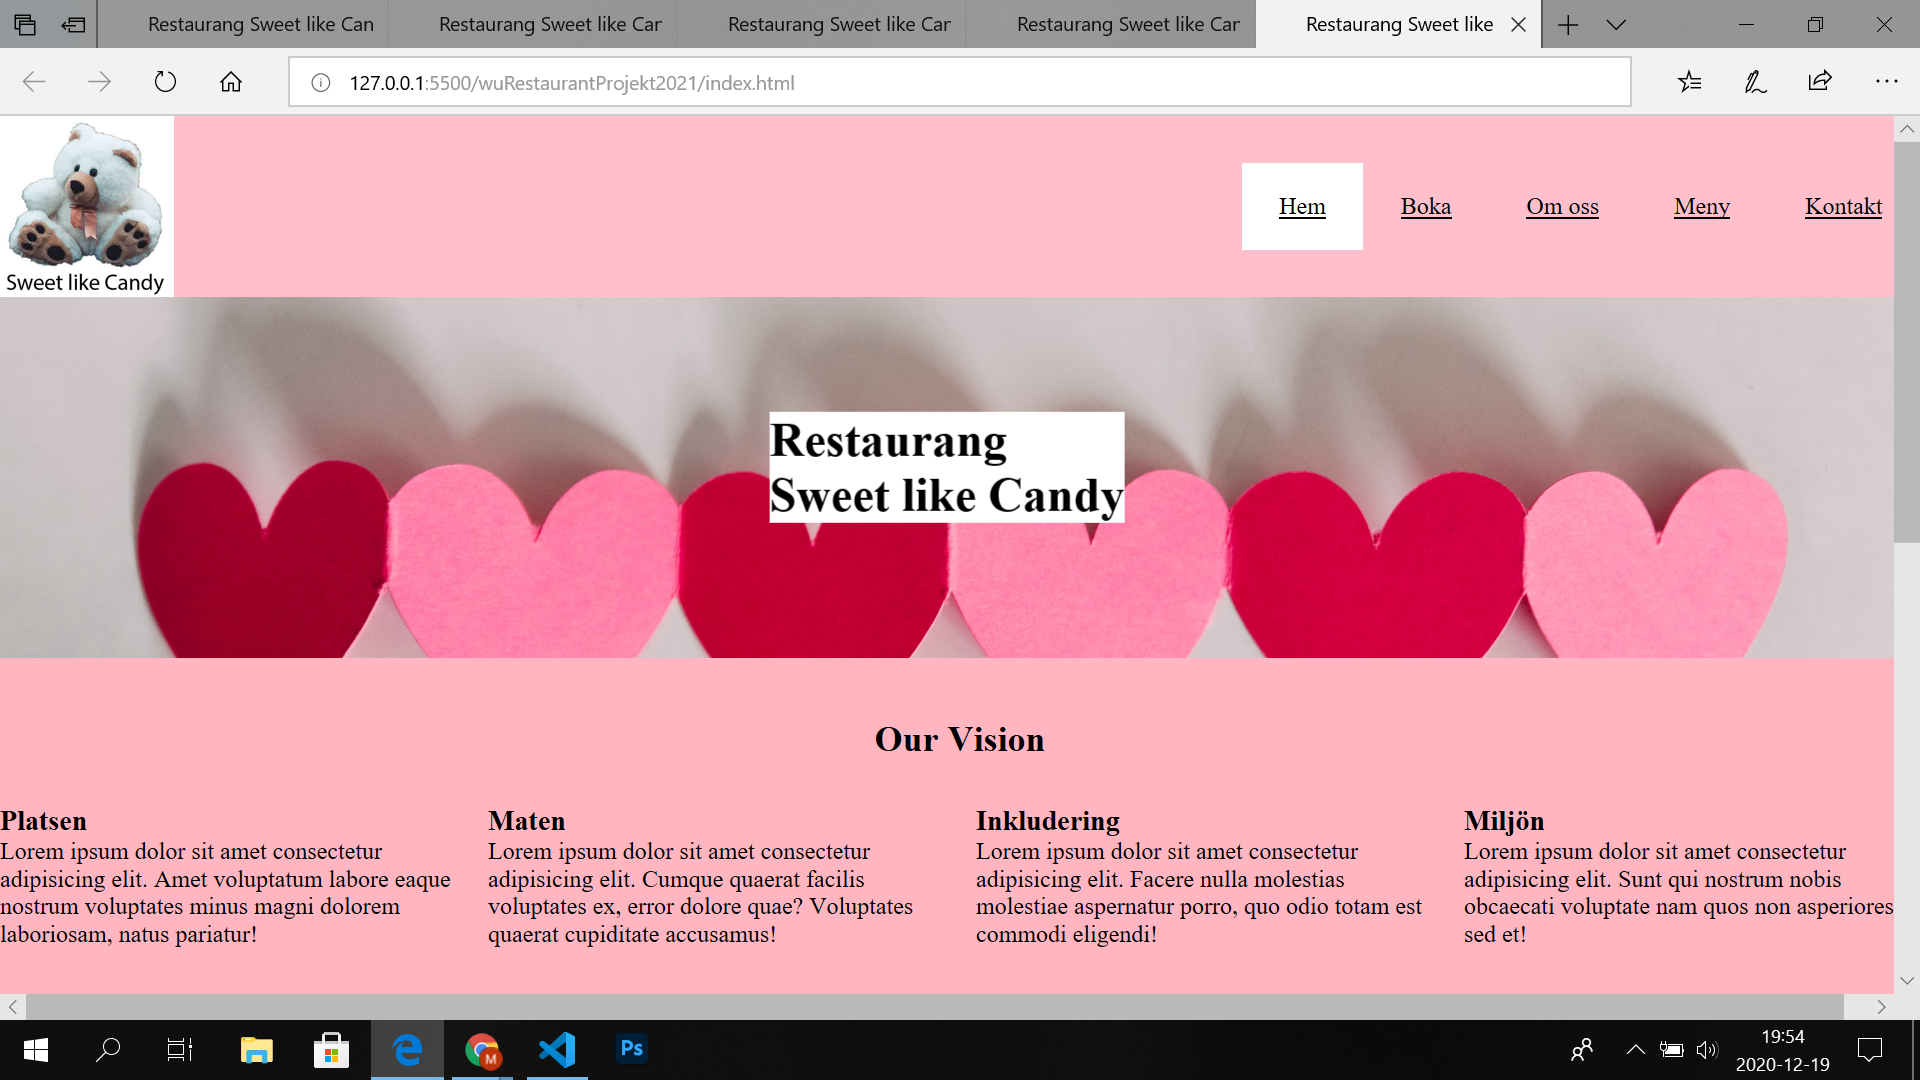 Restaurang Sweet like Can
Restaurang Sweet like Car
Restaurang Sweet like Car
Restaurang Sweet like Car
Restaurang Sweet like
127.0.0.1:5500/wuRestaurantProjekt2021/index.html
Sweet like Candy
Hem Boka Om oss Meny Kontakt
Restaurang
Sweet like Candy
Our Vision
Platsen
Lorem ipsum dolor sit amet consectetur
adipisicing elit. Amet voluptatum labore eaque
nostrum voluptates minus magni dolorem
laboriosam, natus pariatur!
Maten
Lorem ipsum dolor sit amet consectetur
adipisicing elit. Cumque quaerat facilis
voluptates ex, error dolore quae? Voluptates
quaerat cupiditate accusamus!
Inkludering
Lorem ipsum dolor sit amet consectetur
adipisicing elit. Facere nulla molestias
molestiae aspernatur porro, quo odio totam est
commodi eligendi!
Miljön
Lorem ipsum dolor sit amet consectetur
adipisicing elit. Sunt qui nostrum nobis
obcaecati voluptate nam quos non asperiores
sed et!
M
Ps
19:54
2020-12-19